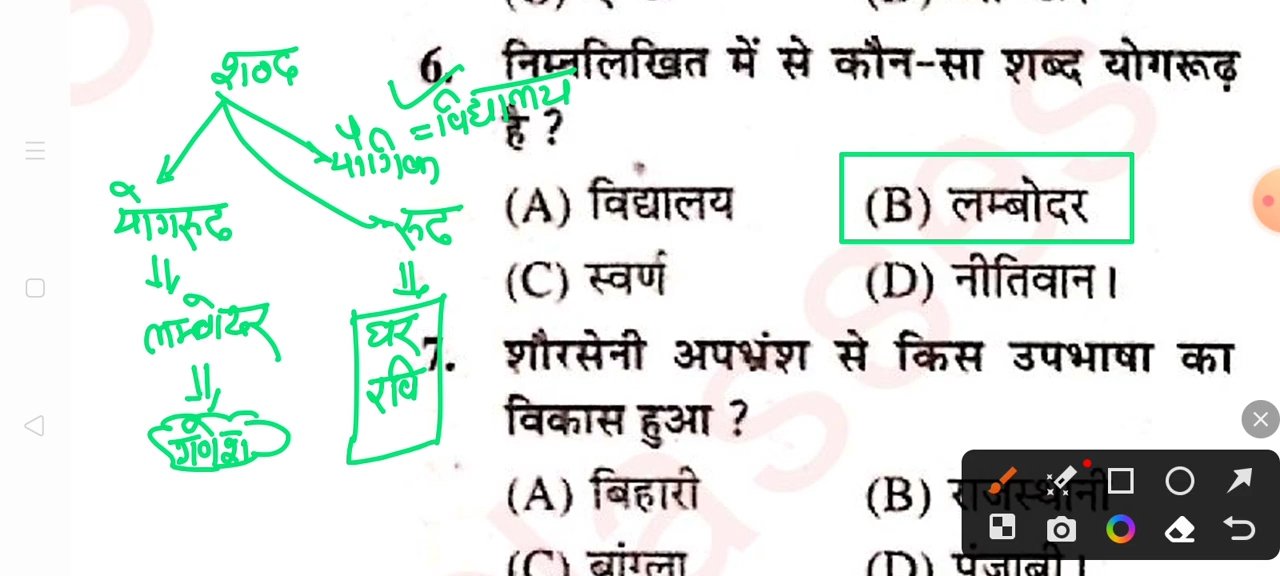 शब्द
यौगिक = विद्यालय
योगरूढ
रूढ
लम्बोदर
गणेश
घर
रवि
6. निम्नलिखित में से कौन-सा शब्द योगरूढ़
है ?
(A) विद्यालय (B) लम्बोदर
(C) स्वर्ण (D) नीतिवान।
7. शौरसेनी अपभ्रंश से किस उपभाषा का
विकास हुआ ?
(A) बिहारी (B) राजस्थानी
(C) बांग्ला (D) पंजाबी।